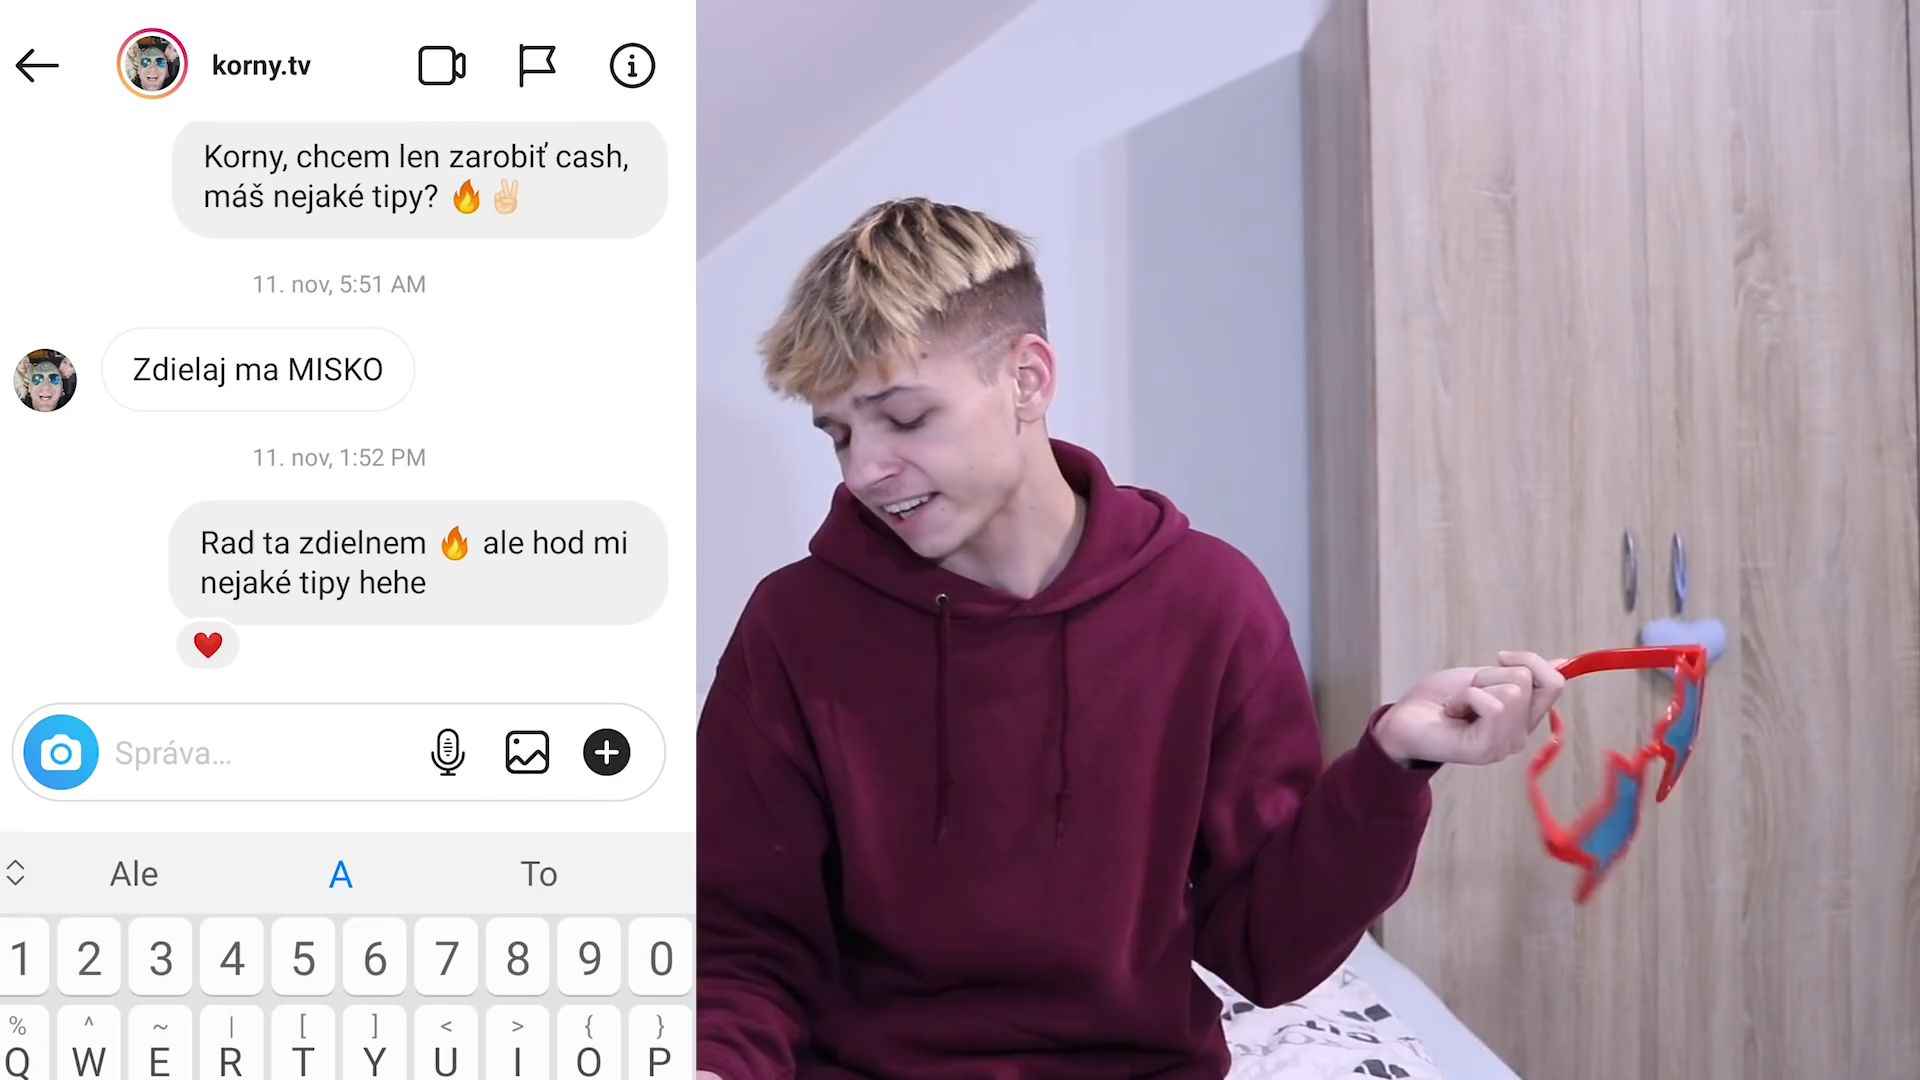 korny.tv
Korny, chcem len zarobiť cash,
máš nejaké tipy? 🔥✌🏻
11. nov, 5:51 AM
Zdielaj ma MISKO
11. nov, 1:52 PM
Rad ta zdielnem 🔥 ale hod mi
nejaké tipy hehe
❤️
Správa...
Ale A To
1 2 3 4 5 6 7 8 9 0
% ^ ~ | [ ] < > { }
Q W E R T Y U I O P